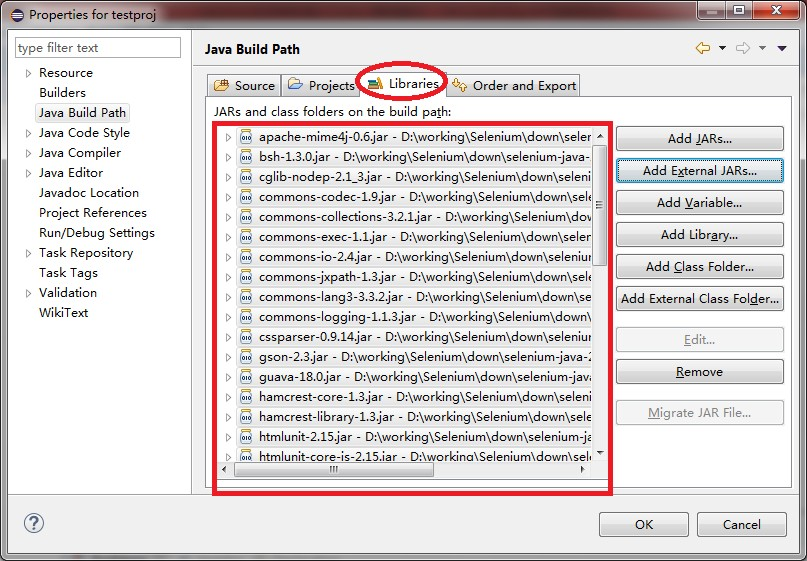 Properties for testproj
type filter text
Resource
Builders
Java Build Path
Java Code Style
Java Compiler
Java Editor
Javadoc Location
Project References
Run/Debug Settings
Task Repository
Task Tags
Validation
WikiText
Java Build Path
Source Projects Libraries Order and Export
JARs and class folders on the build path:
apache-mime4j-0.6.jar - D:\working\Selenium\down\selen
bsh-1.3.0.jar - D:\working\Selenium\down\selenium-java-
cglib-nodep-2.1_3.jar - D:\working\Selenium\down\selen
commons-codec-1.9.jar - D:\working\Selenium\down\sele
commons-collections-3.2.1.jar - D:\working\Selenium\do
commons-exec-1.1.jar - D:\working\Selenium\down\selen
commons-io-2.4.jar - D:\working\Selenium\down\seleniu
commons-jxpath-1.3.jar - D:\working\Selenium\down\sele
commons-lang3-3.3.2.jar - D:\working\Selenium\down\se
commons-logging-1.1.3.jar - D:\working\Selenium\down\
cssparser-0.9.14.jar - D:\working\Selenium\down\seleniu
gson-2.3.jar - D:\working\Selenium\down\selenium-java-2
guava-18.0.jar - D:\working\Selenium\down\selenium-jav
hamcrest-core-1.3.jar - D:\working\Selenium\down\selen
hamcrest-library-1.3.jar - D:\working\Selenium\down\sele
htmlunit-2.15.jar - D:\working\Selenium\down\selenium-ja
htmlunit-core-js-2.15.jar - D:\working\Selenium\down\sel
Add JARs...
Add External JARs...
Add Variable...
Add Library...
Add Class Folder...
Add External Class Folder...
Edit...
Remove
Migrate JAR File...
OK Cancel